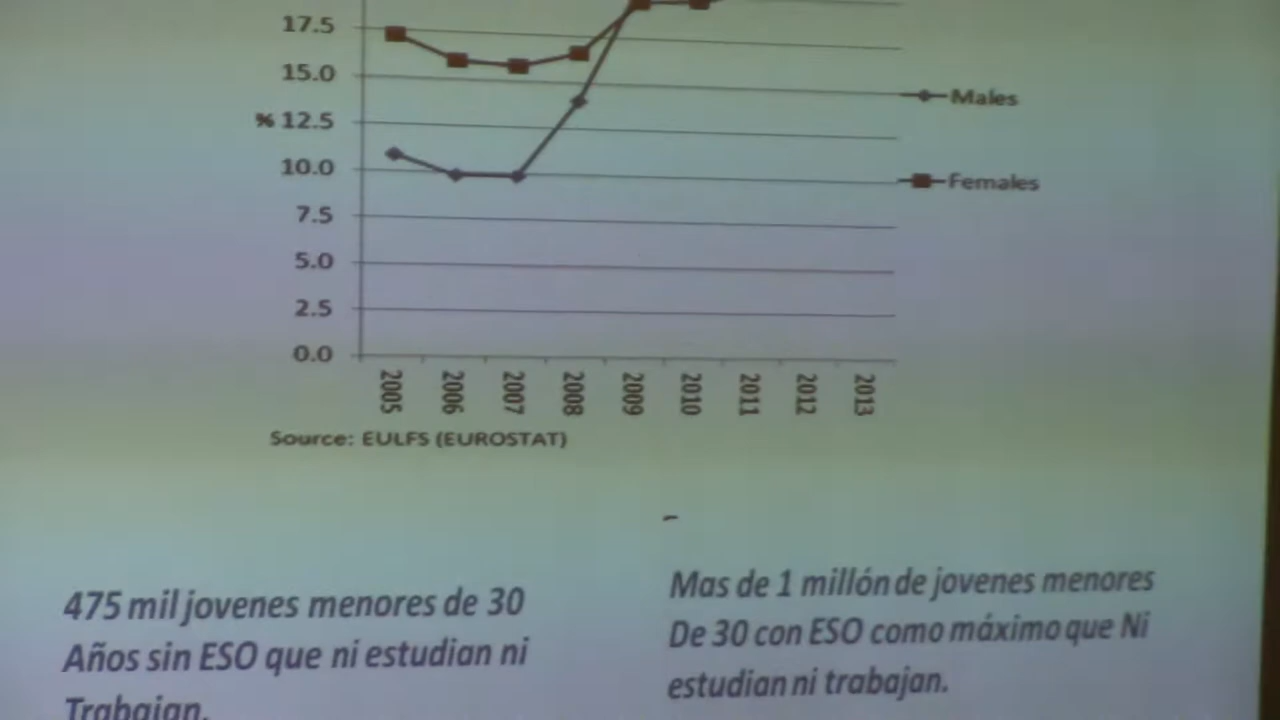 17.5
15.0
% 12.5
10.0
7.5
5.0
2.5
0.0
2005 2006 2007 2008 2009 2010 2011 2012 2013
Males
Females
Source: EULFS (EUROSTAT)
475 mil jovenes menores de 30
Años sin ESO que ni estudian ni
Trabajan.
Mas de 1 millón de jovenes menores
De 30 con ESO como máximo que Ni
estudian ni trabajan.